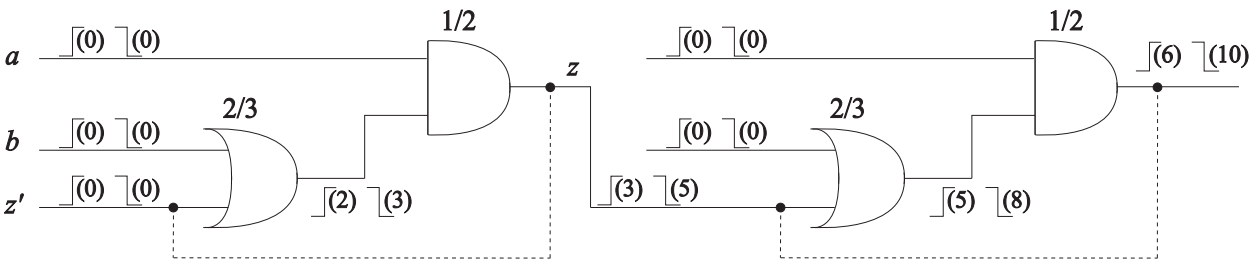 1/2 1/2
a (0) (0) (0) (0) (6) (10)
z
2/3 2/3
b (0) (0) (0) (0)
z′ (0) (0) (2) (3) (3) (5) (5) (8)